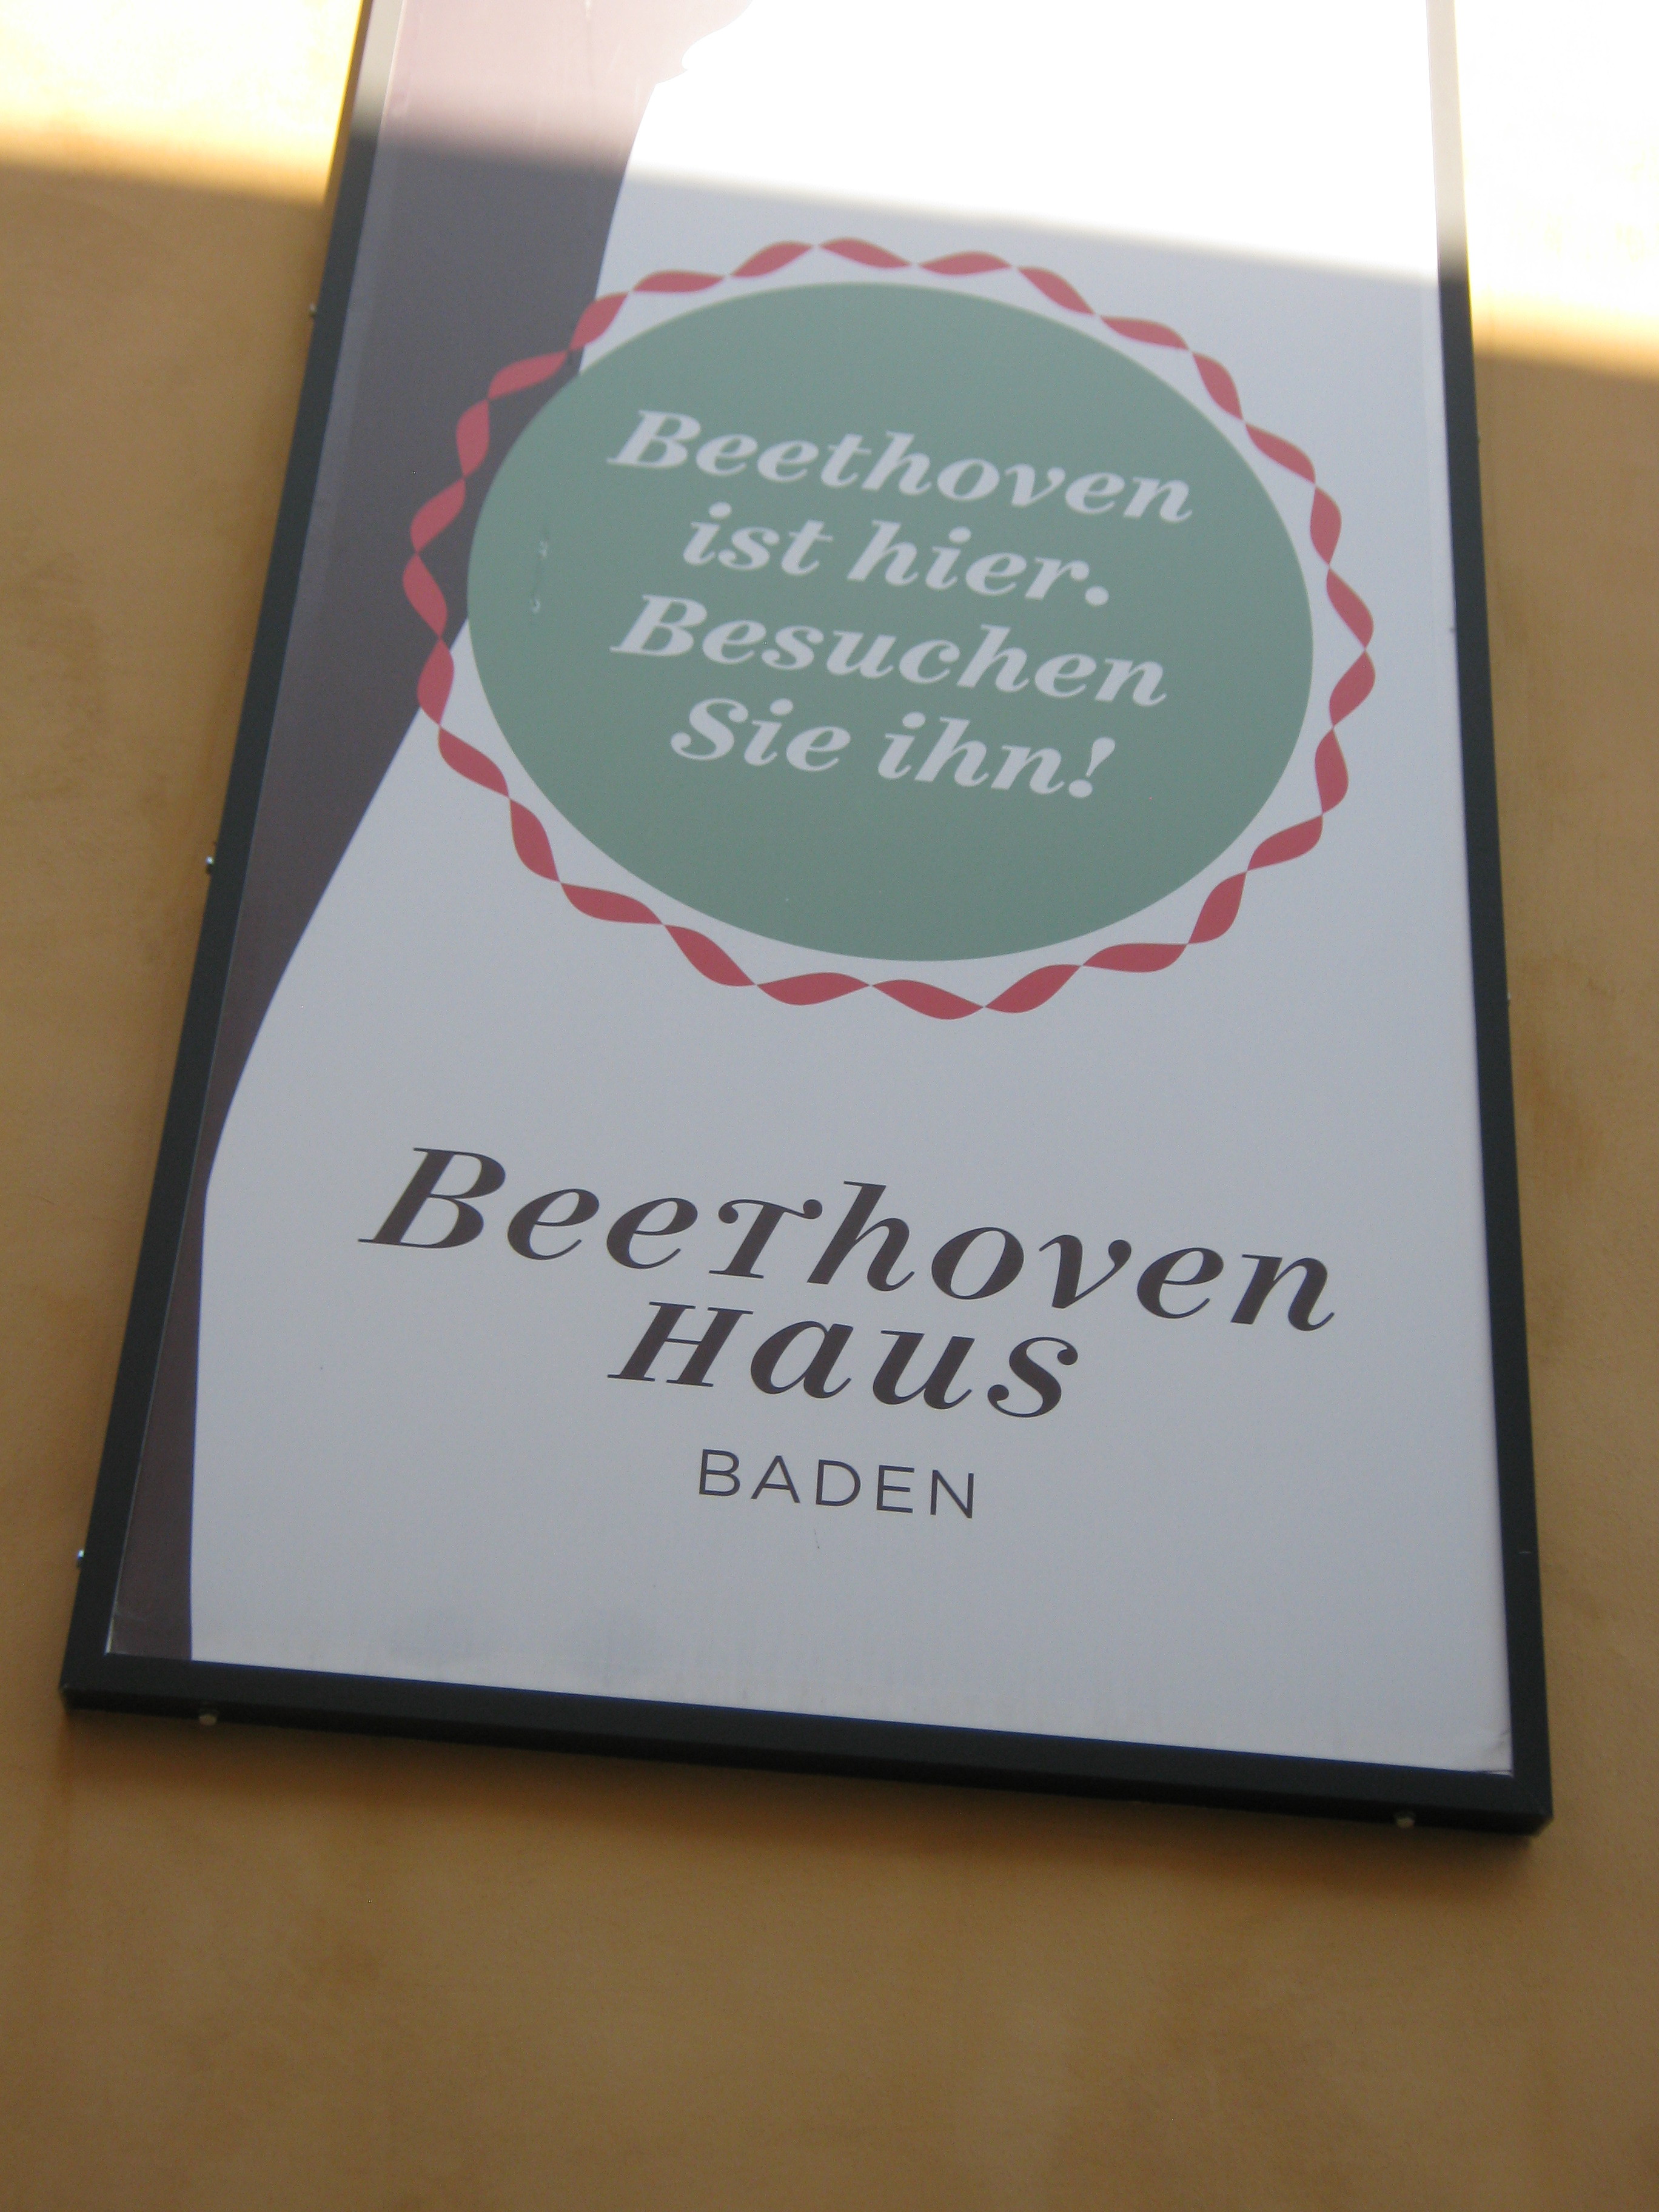 Beethoven
ist hier.
Besuchen
Sie ihn!
BeeThoven
Haus
BADEN